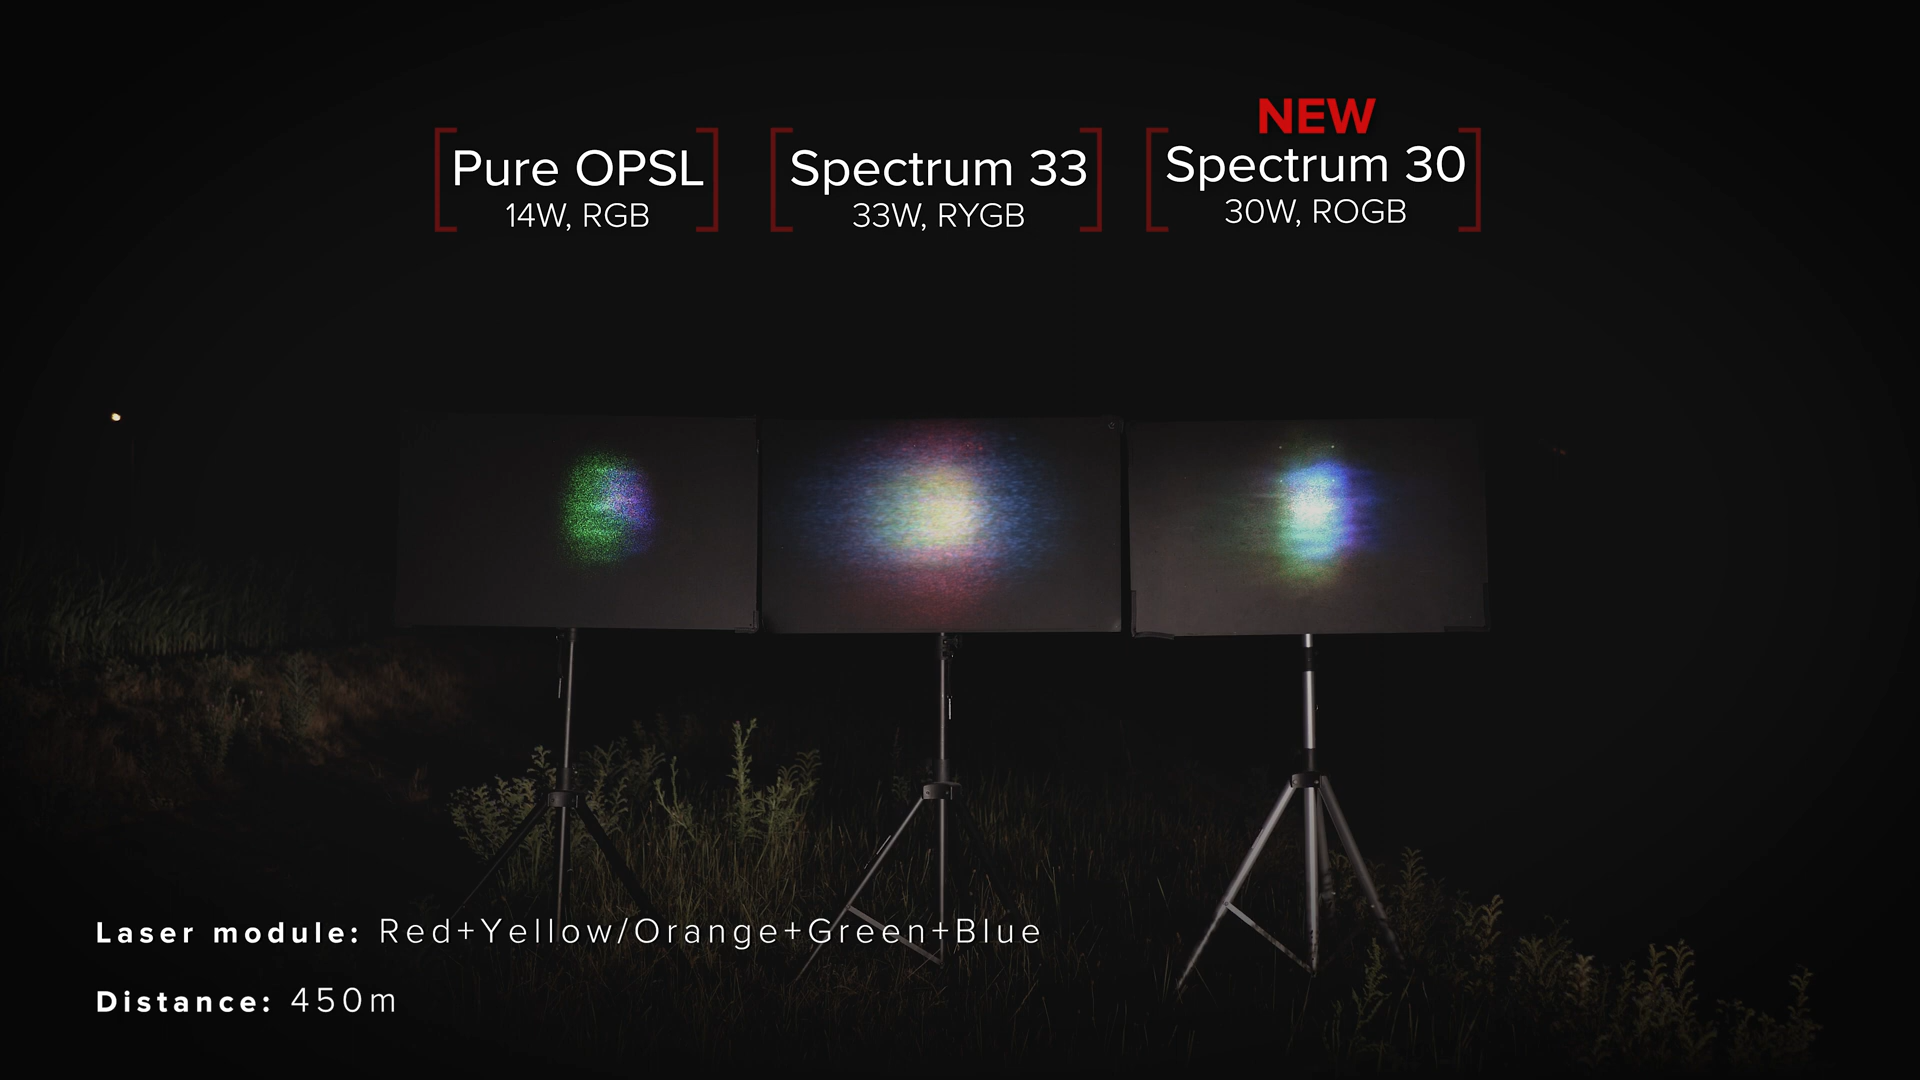 NEW
Pure OPSL
14W, RGB
Spectrum 33
33W, RYGB
Spectrum 30
30W, ROGB
Laser module: Red+Yellow/Orange+Green+Blue
Distance: 450m